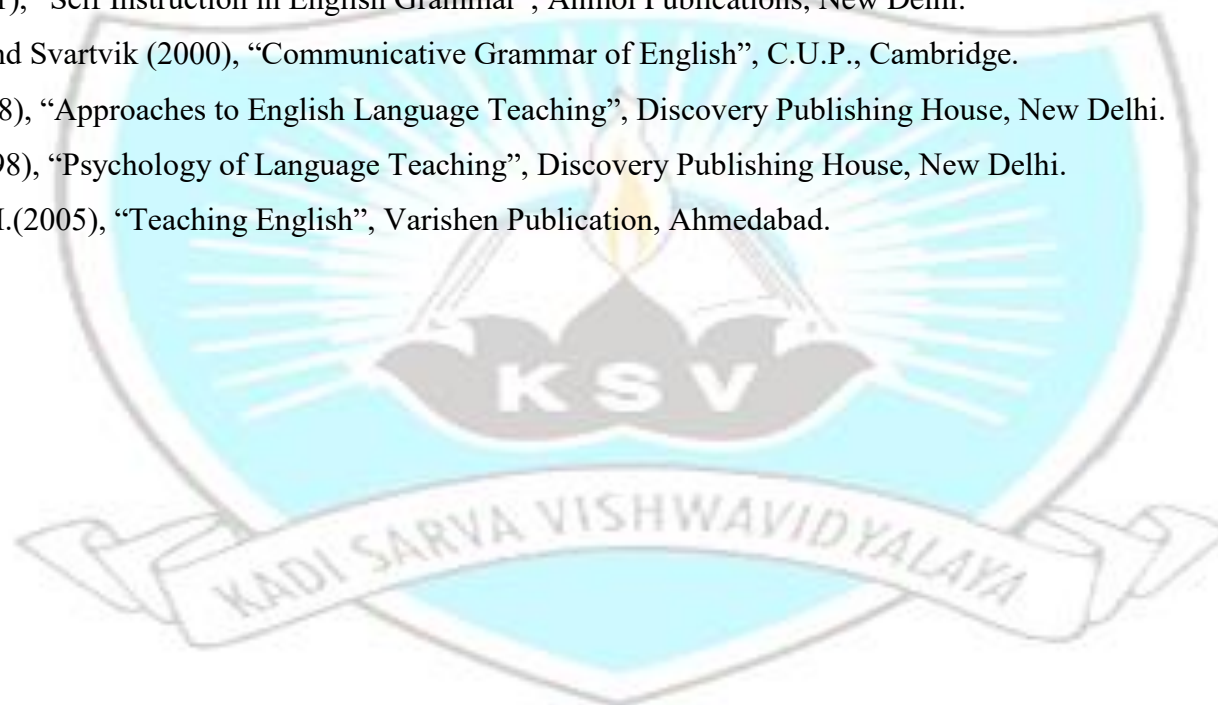 “Self Instruction in English Grammar”, Anmol Publications, New Delhi.
nd Svartvik (2000), “Communicative Grammar of English”, C.U.P., Cambridge.
8), “Approaches to English Language Teaching”, Discovery Publishing House, New Delhi.
98), “Psychology of Language Teaching”, Discovery Publishing House, New Delhi.
I.(2005), “Teaching English”, Varishen Publication, Ahmedabad.
KSV
KADI SARVA VISHWAVIDYALAYA